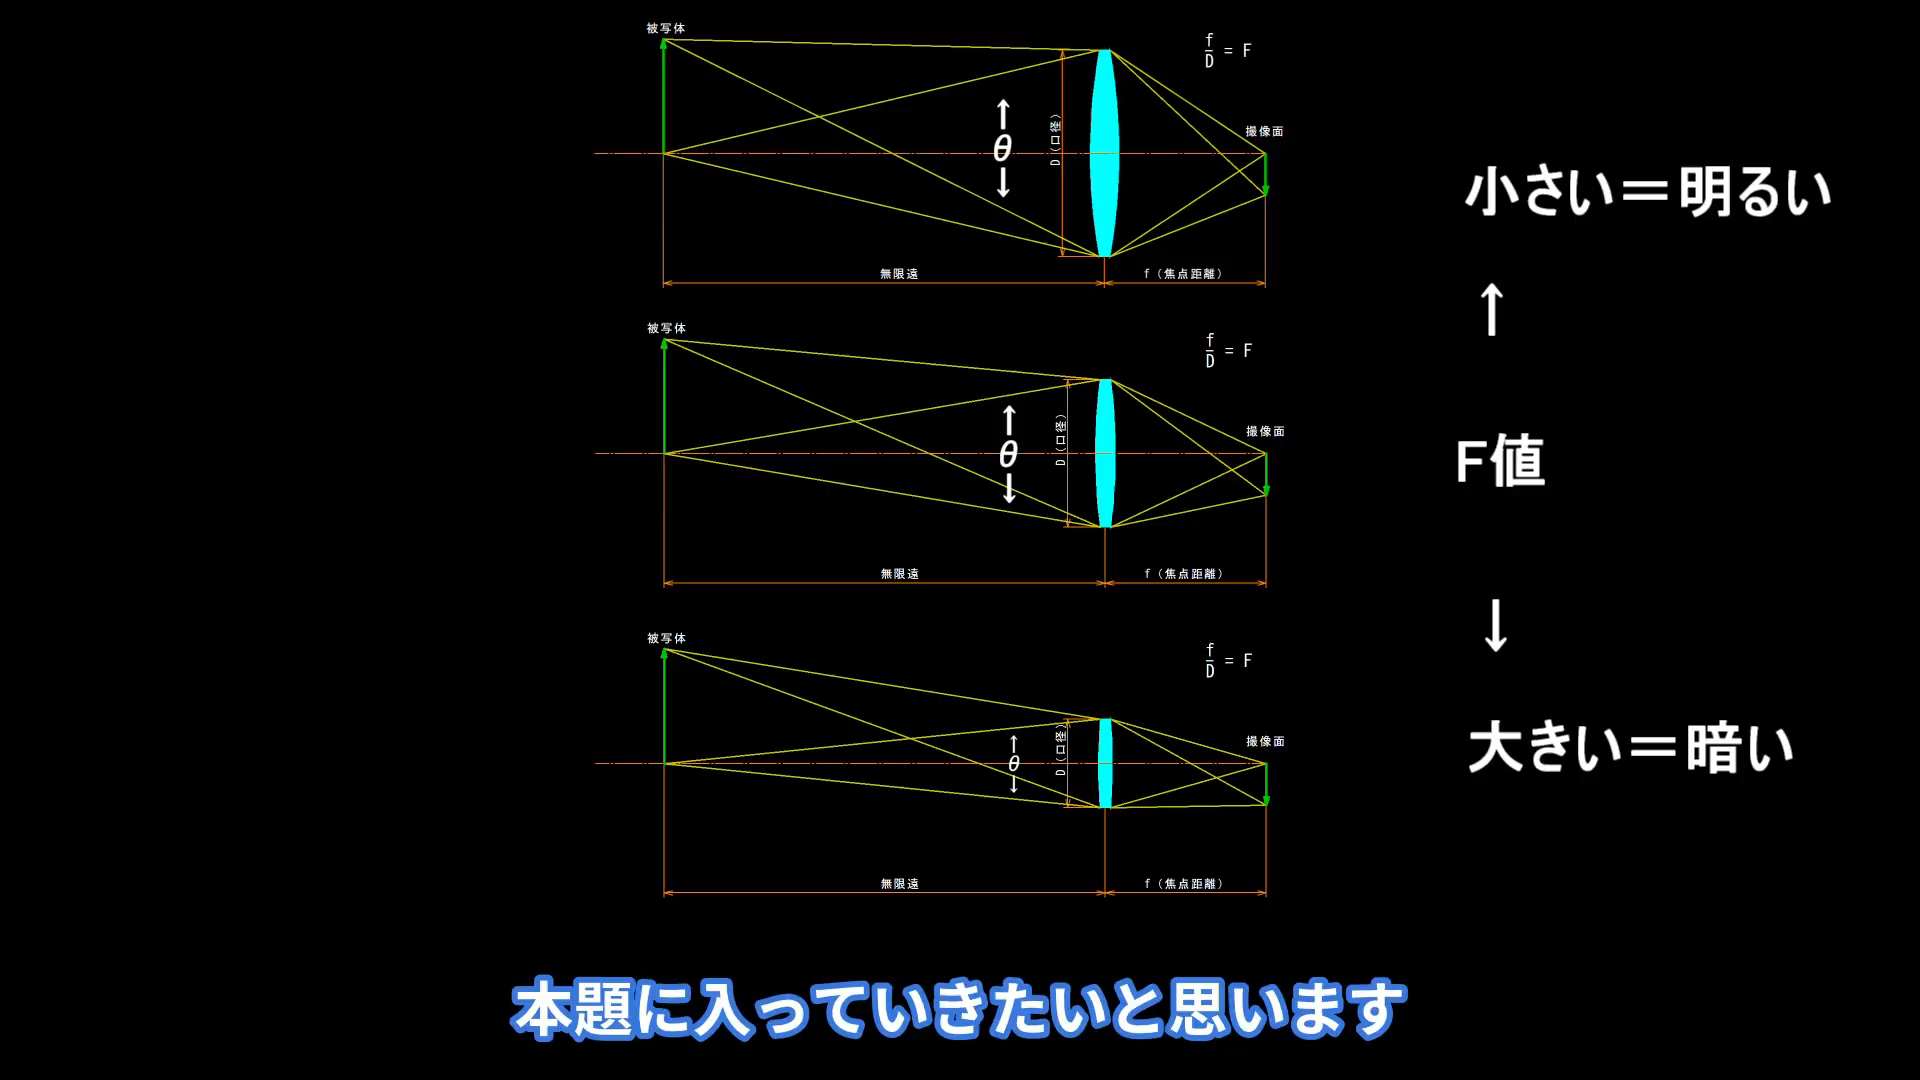 被写体
f/D = F
撮像面
↑
θ
↓
D（口径）
無限遠
f（焦点距離）
被写体
f/D = F
撮像面
↑
θ
↓
D（口径）
無限遠
f（焦点距離）
被写体
f/D = F
撮像面
↑
θ
↓
D（口径）
無限遠
f（焦点距離）
小さい＝明るい
↑
F値
↓
大きい＝暗い
本題に入っていきたいと思います